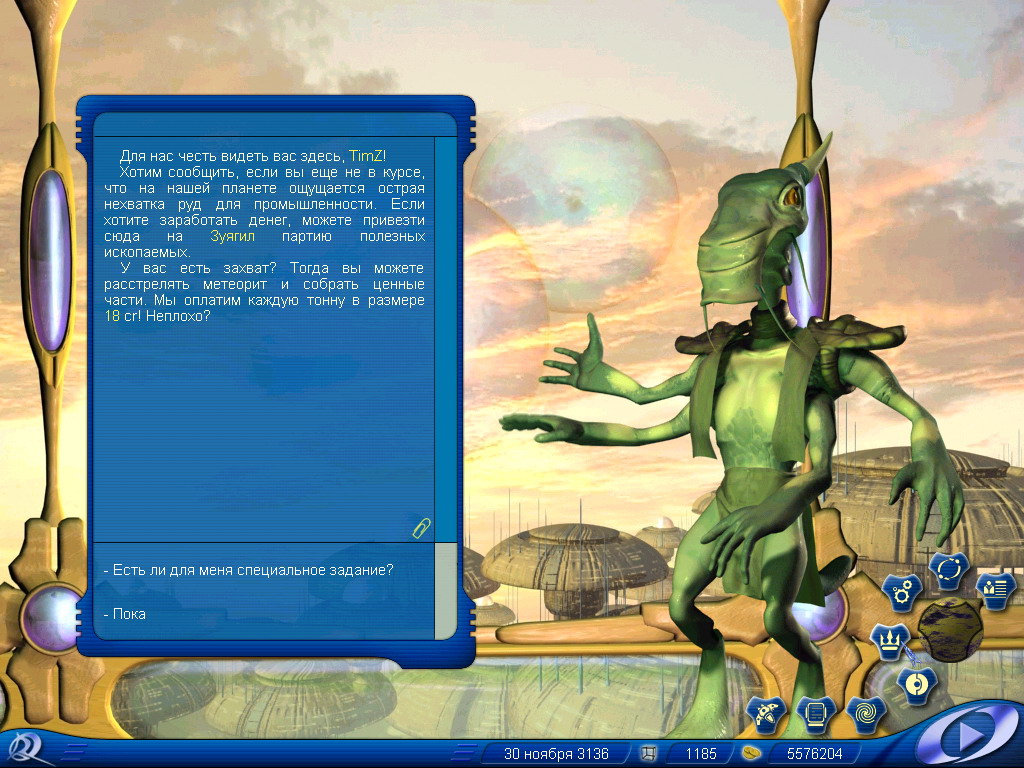 Для нас честь видеть вас здесь, TimZ!
Хотим сообщить, если вы еще не в курсе,
что на нашей планете ощущается острая
нехватка руд для промышленности. Если
хотите заработать денег, можете привезти
сюда на Зуягил партию полезных
ископаемых.
У вас есть захват? Тогда вы можете
расстрелять метеорит и собрать ценные
части. Мы оплатим каждую тонну в размере
18 cr! Неплохо?
- Есть ли для меня специальное задание?
- Пока
30 ноября 3136
1185
5576204